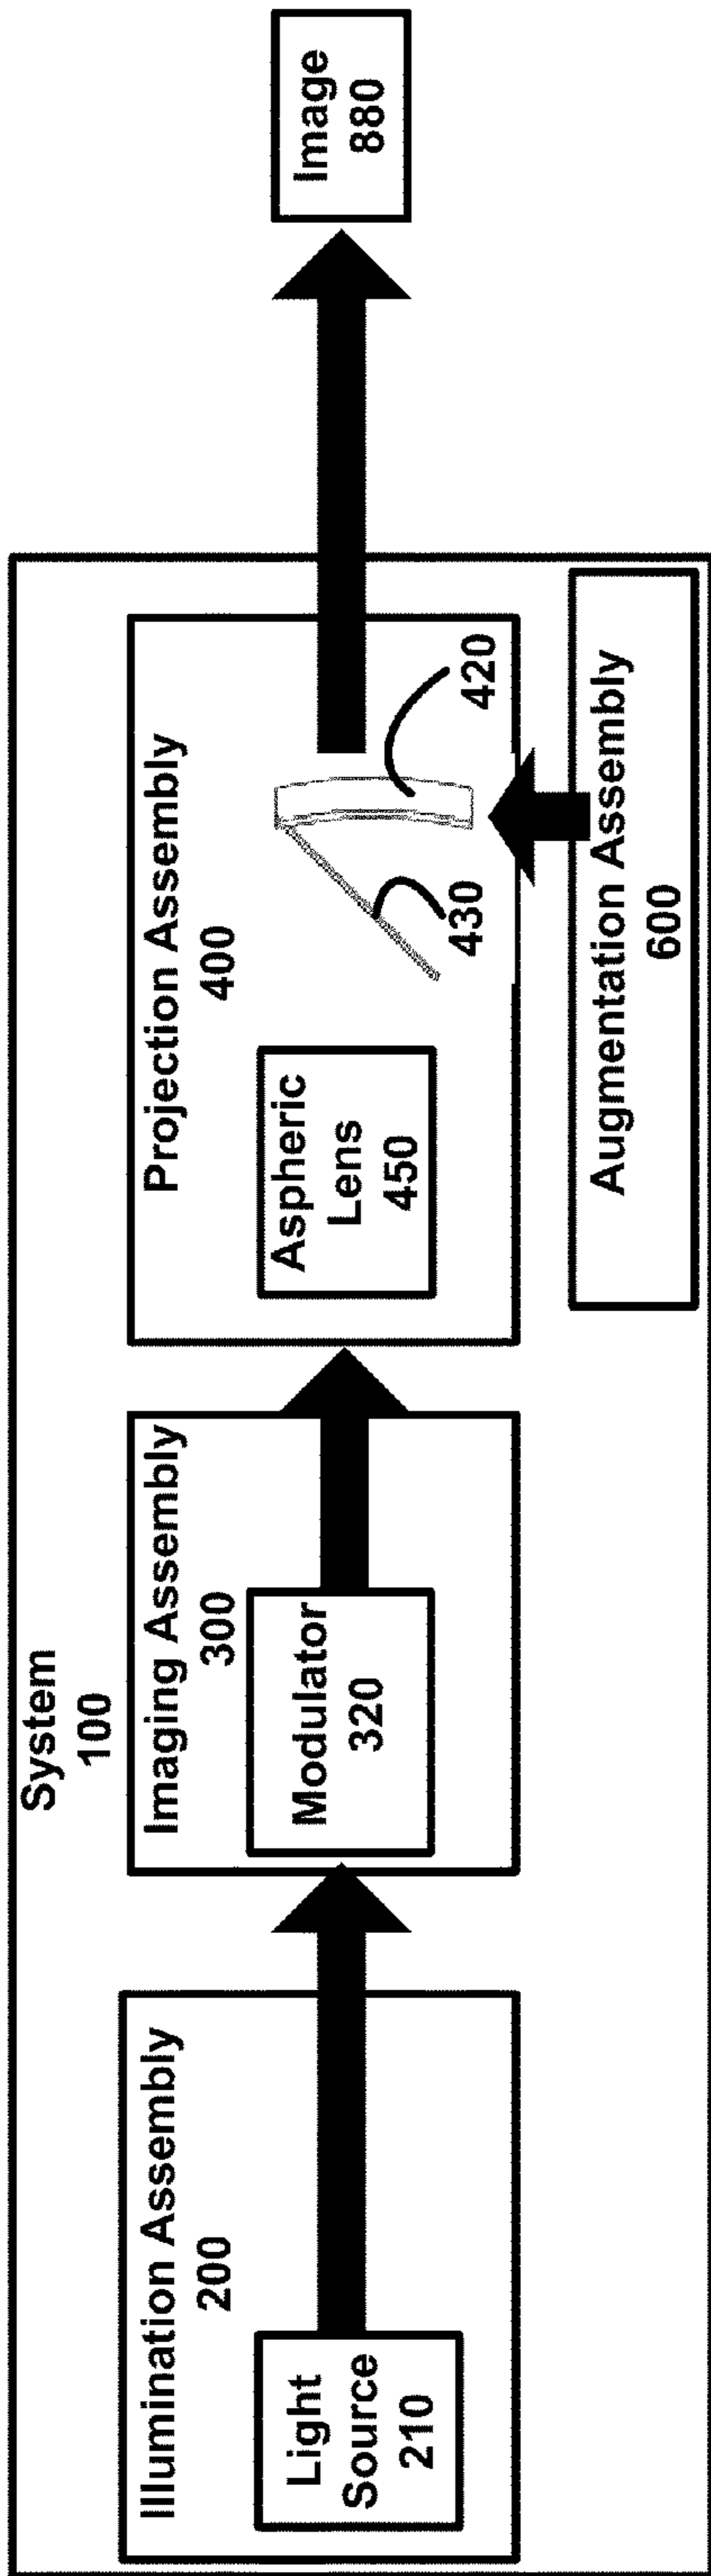 System
100
Illumination Assembly
200
Light
Source
210
Imaging Assembly
300
Modulator
320
Projection Assembly
400
Aspheric
Lens
450
430
420
Augmentation Assembly
600
Image
880